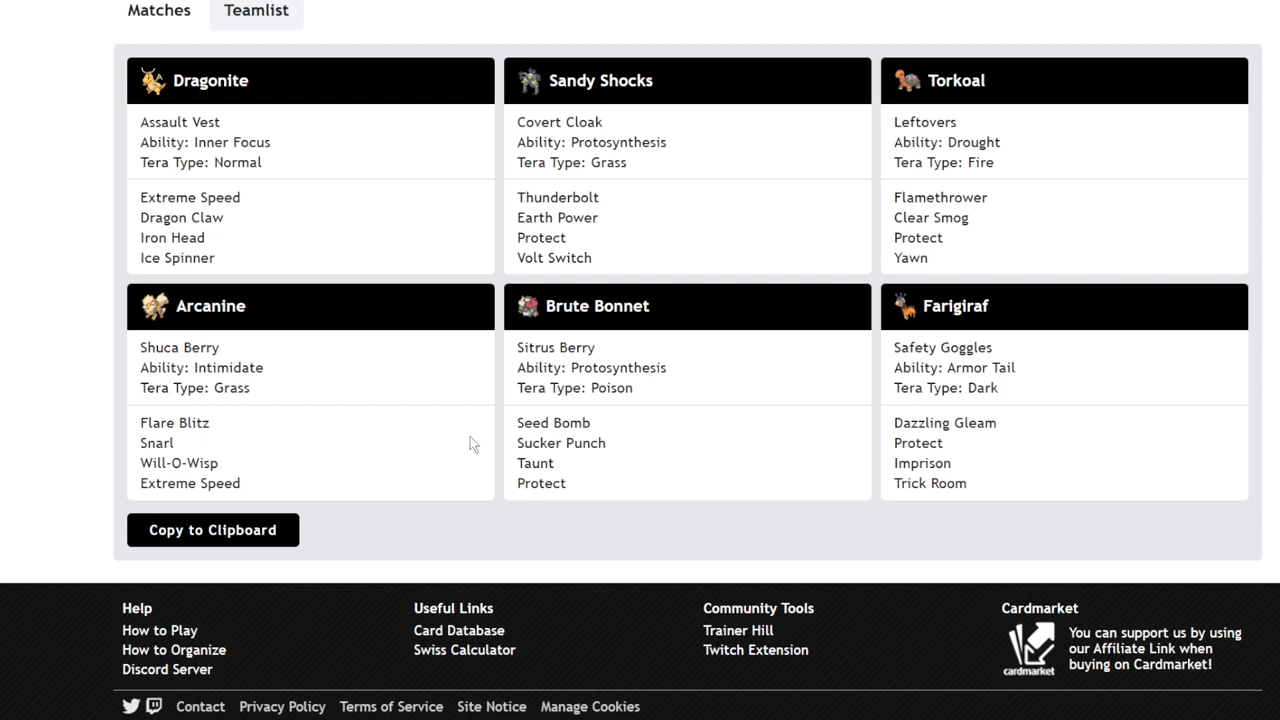 Matches Teamlist
Dragonite
Assault Vest
Ability: Inner Focus
Tera Type: Normal
Extreme Speed
Dragon Claw
Iron Head
Ice Spinner
Sandy Shocks
Covert Cloak
Ability: Protosynthesis
Tera Type: Grass
Thunderbolt
Earth Power
Protect
Volt Switch
Torkoal
Leftovers
Ability: Drought
Tera Type: Fire
Flamethrower
Clear Smog
Protect
Yawn
Arcanine
Shuca Berry
Ability: Intimidate
Tera Type: Grass
Flare Blitz
Snarl
Will-O-Wisp
Extreme Speed
Brute Bonnet
Sitrus Berry
Ability: Protosynthesis
Tera Type: Poison
Seed Bomb
Sucker Punch
Taunt
Protect
Farigiraf
Safety Goggles
Ability: Armor Tail
Tera Type: Dark
Dazzling Gleam
Protect
Imprison
Trick Room
Copy to Clipboard
Help
How to Play
How to Organize
Discord Server
Useful Links
Card Database
Swiss Calculator
Community Tools
Trainer Hill
Twitch Extension
Cardmarket
cardmarket
You can support us by using
our Affiliate Link when
buying on Cardmarket!
Contact Privacy Policy Terms of Service Site Notice Manage Cookies